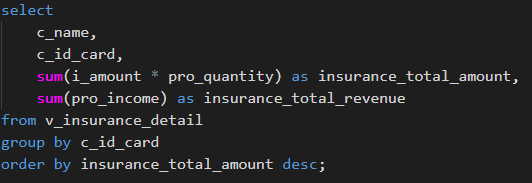 select
    c_name,
    c_id_card,
    sum(i_amount * pro_quantity) as insurance_total_amount,
    sum(pro_income) as insurance_total_revenue
from v_insurance_detail
group by c_id_card
order by insurance_total_amount desc;